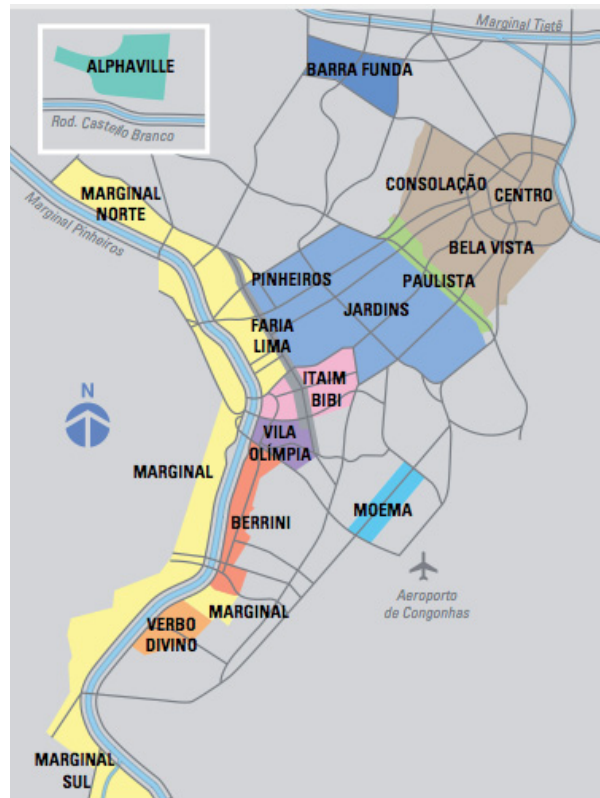 Marginal Tietê
ALPHAVILLE
Rod. Castello Branco
BARRA FUNDA
Marginal Pinheiros
MARGINAL
NORTE
CONSOLAÇÃO
CENTRO
BELA VISTA
PINHEIROS
PAULISTA
JARDINS
FARIA
LIMA
ITAIM
BIBI
N
VILA
OLÍMPIA
MARGINAL
BERRINI
MOEMA
Aeroporto
de Congonhas
MARGINAL
VERBO
DIVINO
MARGINAL
SUL